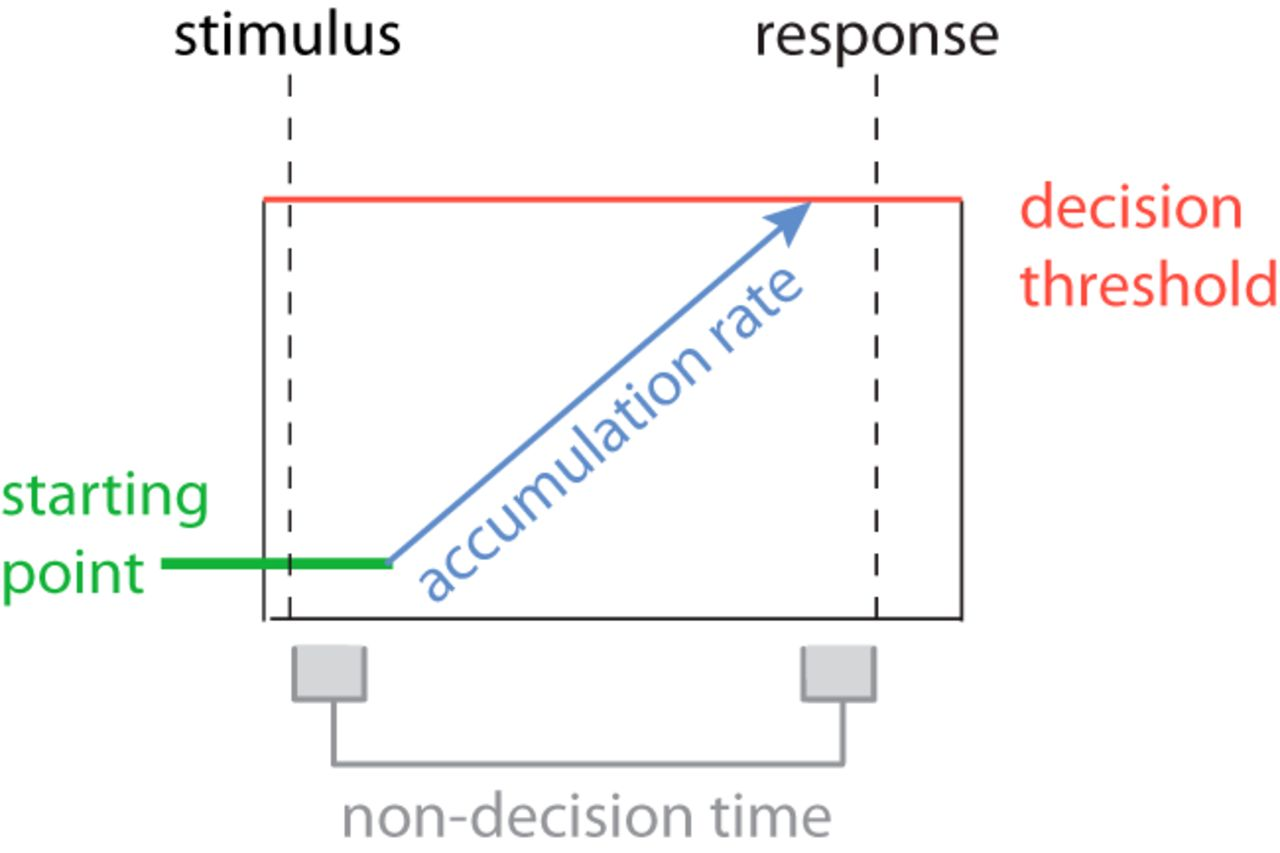 stimulus
response
decision
threshold
accumulation rate
starting
point
non-decision time